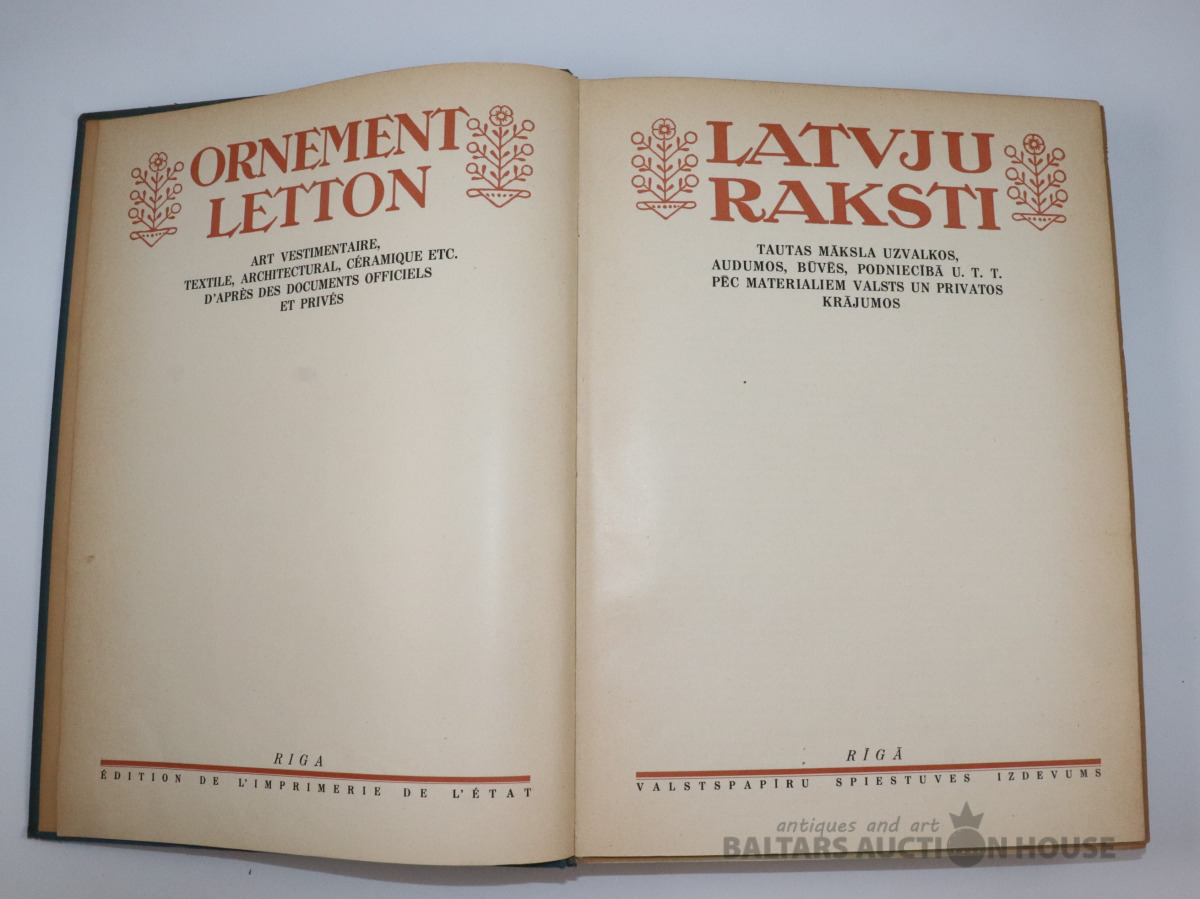 ORNEMENT
LETTON
ART VESTIMENTAIRE,
TEXTILE, ARCHITECTURAL, CÉRAMIQUE ETC.
D'APRÈS DES DOCUMENTS OFFICIELS
ET PRIVÉS
RIGA
ÉDITION DE L'IMPRIMERIE DE L'ÉTAT
LATVJU
RAKSTI
TAUTAS MĀKSLA UZVALKOS,
AUDUMOS, BŪVĒS, PODNIECĪBĀ U. T. T.
PĒC MATERIALIEM VALSTS UN PRIVATOS
KRĀJUMOS
RĪGĀ
VALSTSPAPĪRU SPIESTUVES IZDEVUMS
antiques and art
BALTARS AUCTION HOUSE